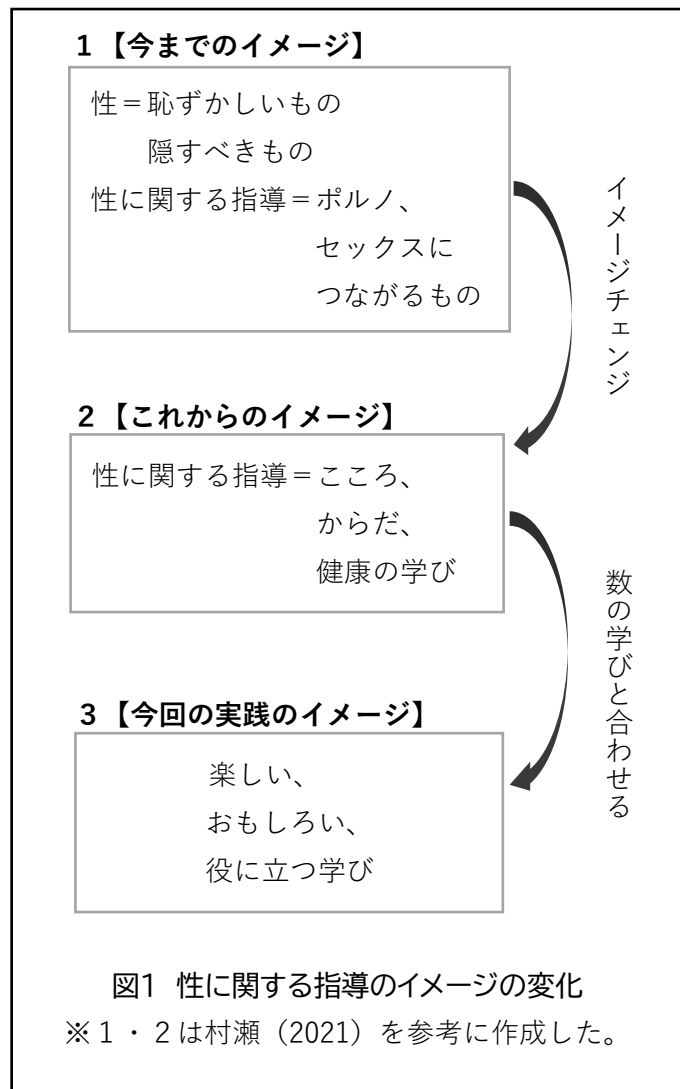 1【今までのイメージ】
性＝恥ずかしいもの
隠すべきもの
性に関する指導＝ポルノ、
セックスに
つながるもの
イメージチェンジ
2【これからのイメージ】
性に関する指導＝こころ、
からだ、
健康の学び
数の学びと合わせる
3【今回の実践のイメージ】
楽しい、
おもしろい、
役に立つ学び
図1 性に関する指導のイメージの変化
※1・2は村瀬（2021）を参考に作成した。